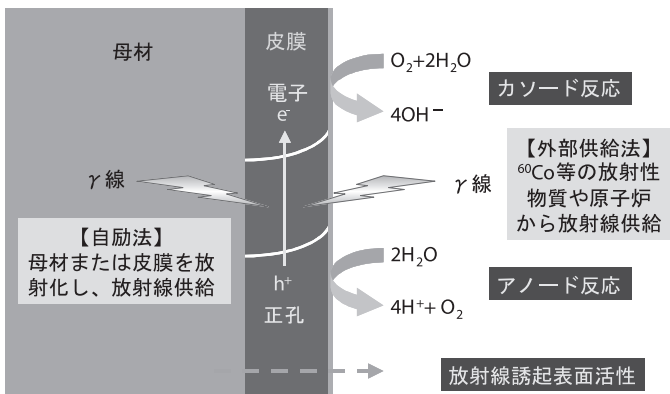 母材
皮膜
電子
e-
γ線
【自励法】
母材または皮膜を放
射化し、放射線供給
h+
正孔
O2+2H2O
4OH−
カソード反応
γ線
【外部供給法】
60Co等の放射性
物質や原子炉
から放射線供給
2H2O
4H++ O2
アノード反応
放射線誘起表面活性